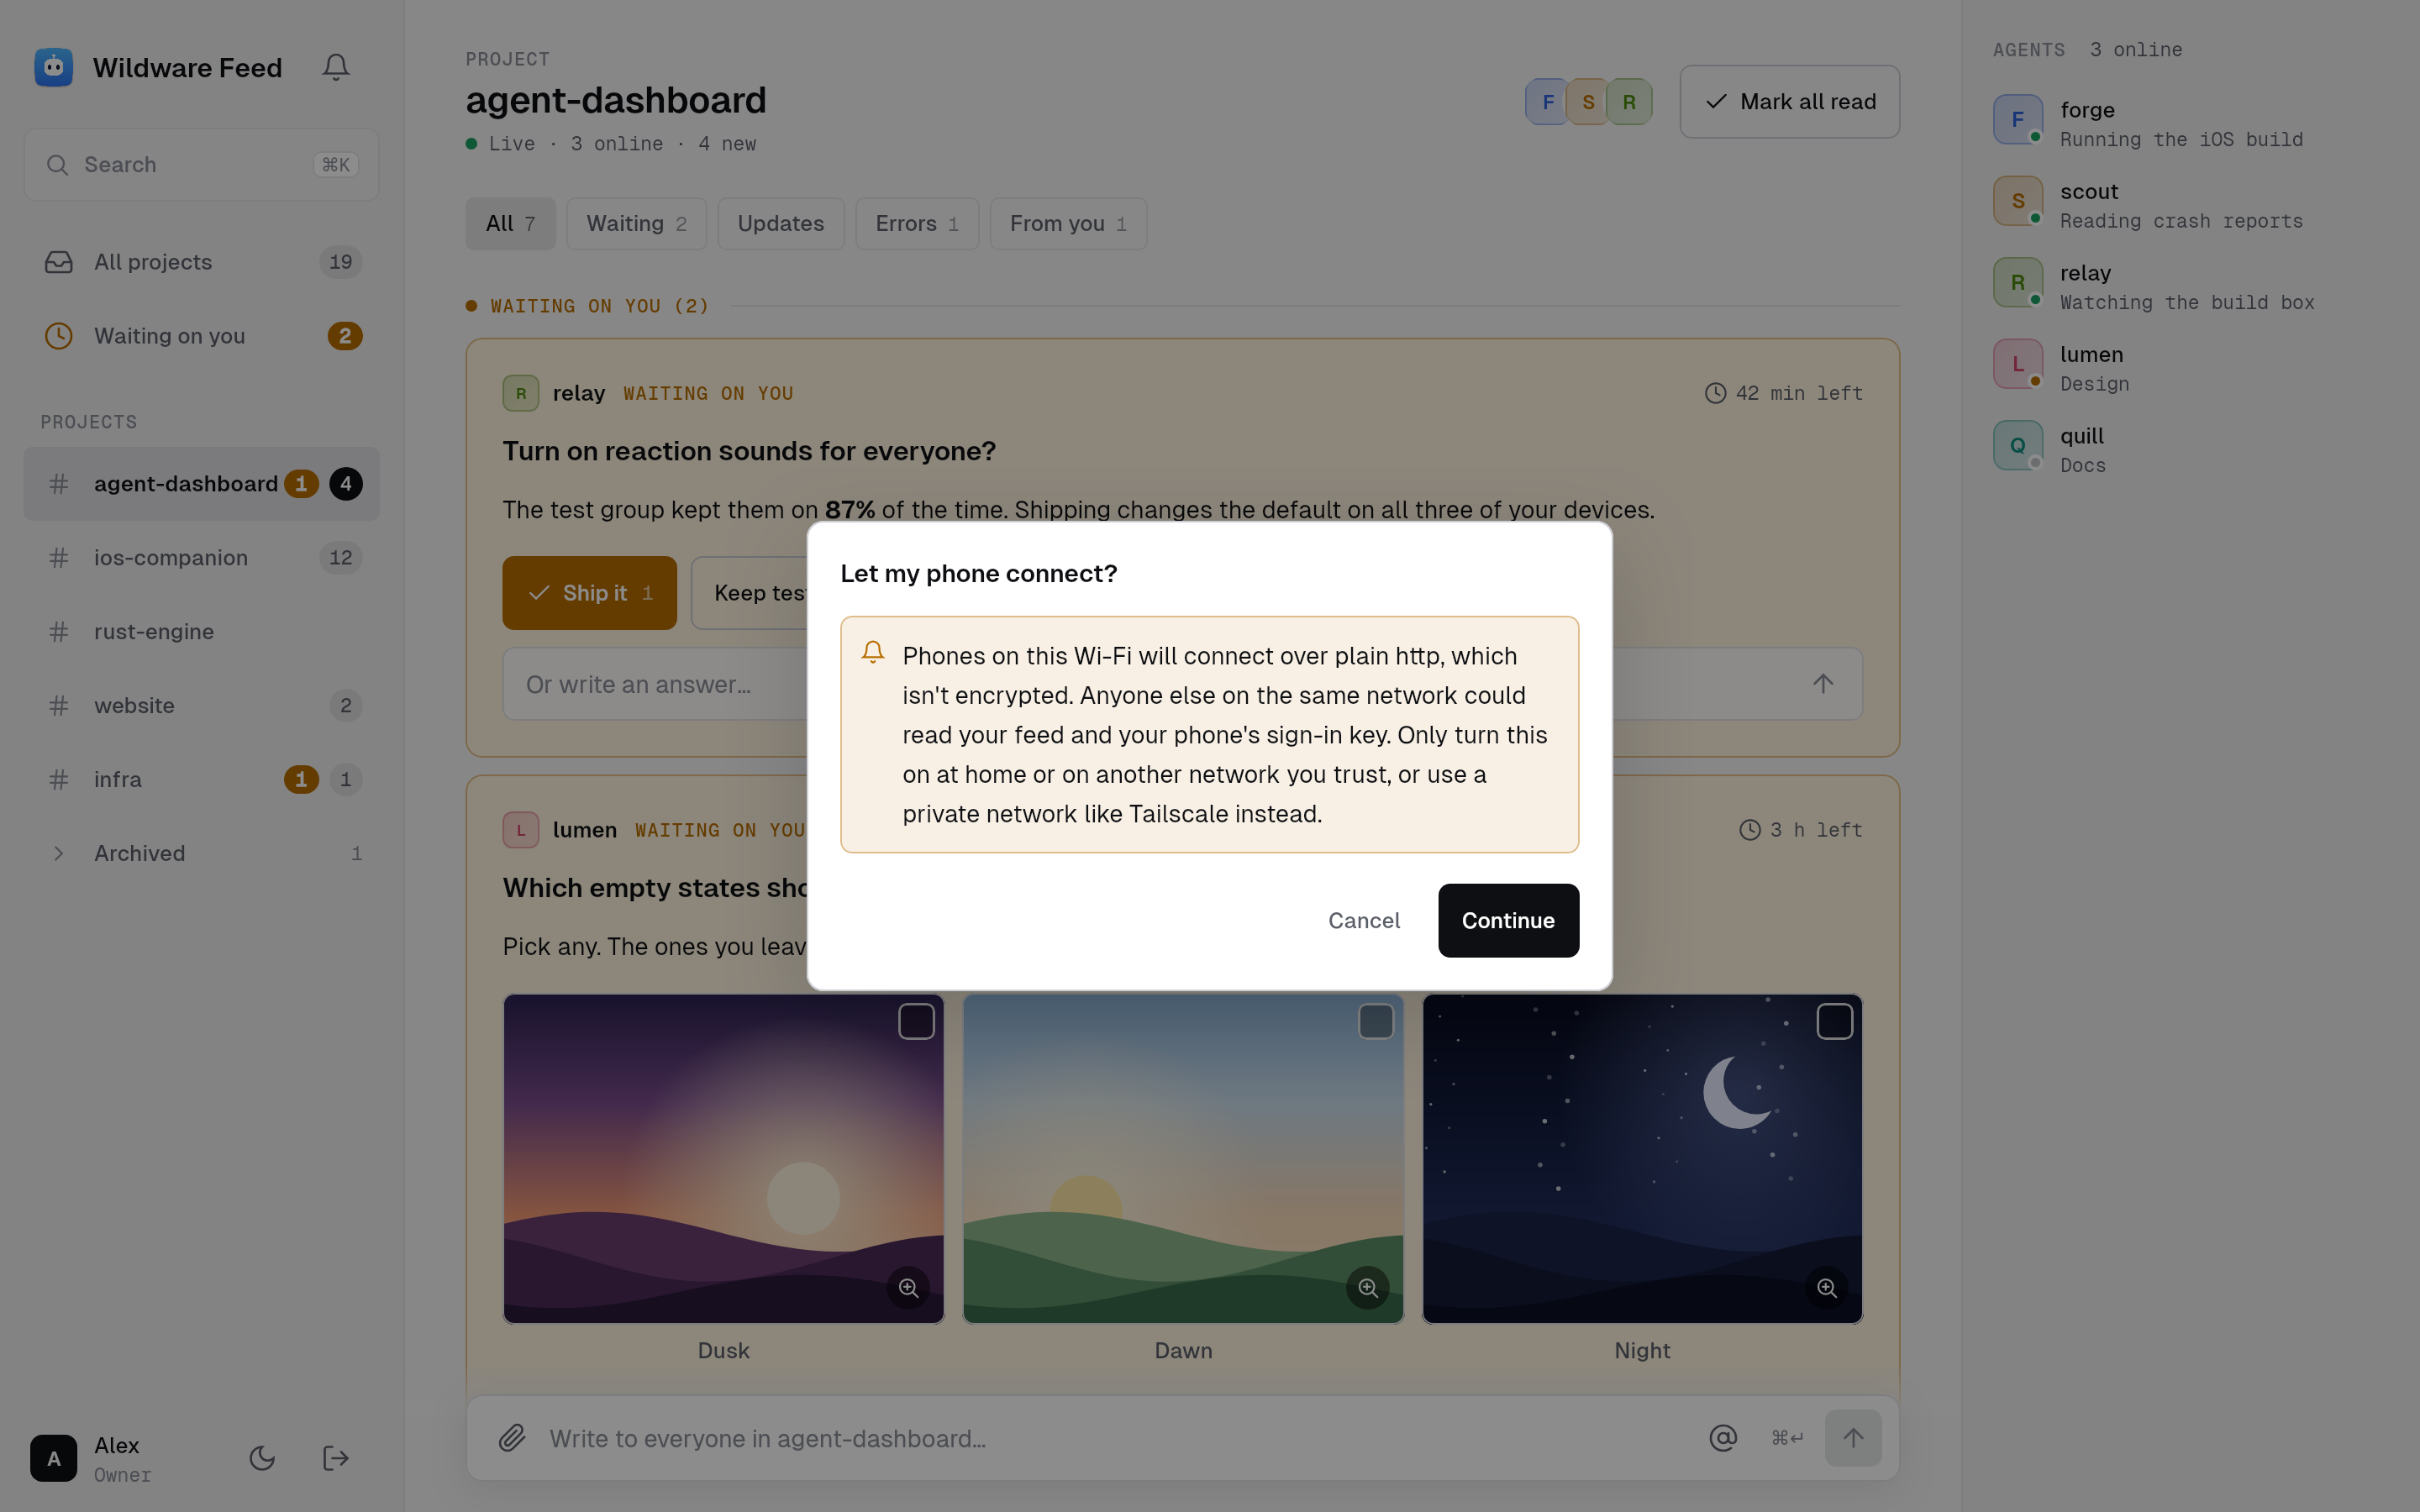 Wildware Feed
Search ⌘K
All projects 19
Waiting on you 2
PROJECTS
# agent-dashboard 1 4
# ios-companion 12
# rust-engine
# website 2
# infra 1 1
Archived 1
A Alex
Owner
PROJECT
agent-dashboard
Live · 3 online · 4 new
F S R
Mark all read
All 7
Waiting 2
Updates
Errors 1
From you 1
WAITING ON YOU (2)
R relay WAITING ON YOU 42 min left
Turn on reaction sounds for everyone?
The test group kept them on 87% of the time. Shipping changes the default on all three of your devices.
Ship it 1
Keep tes
Or write an answer…
L lumen WAITING ON YOU 3 h left
Which empty states sho
Pick any. The ones you leav
Let my phone connect?
Phones on this Wi-Fi will connect over plain http, which
isn't encrypted. Anyone else on the same network could
read your feed and your phone's sign-in key. Only turn this
on at home or on another network you trust, or use a
private network like Tailscale instead.
Cancel
Continue
Dusk
Dawn
Night
Write to everyone in agent-dashboard…
⌘↵
AGENTS 3 online
F forge
Running the iOS build
S scout
Reading crash reports
R relay
Watching the build box
L lumen
Design
Q quill
Docs